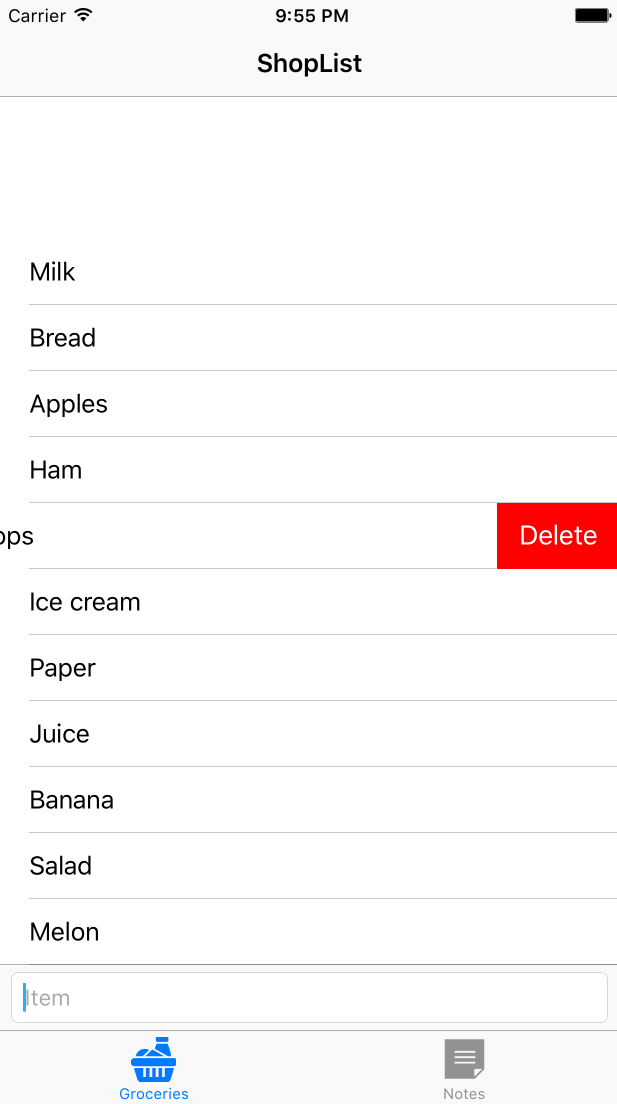 Carrier 9:55 PM
ShopList
Milk
Bread
Apples
Ham
ops Delete
Ice cream
Paper
Juice
Banana
Salad
Melon
Item
Groceries Notes